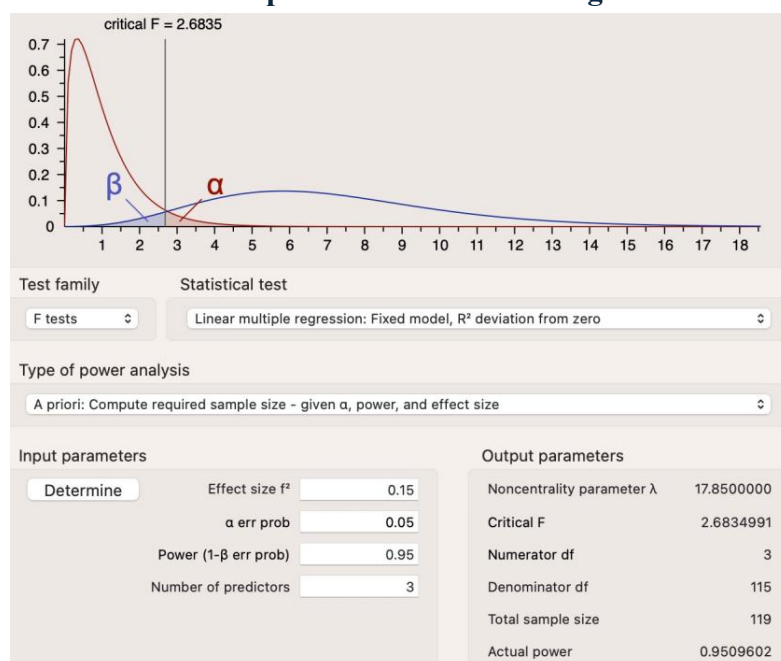 critical F = 2.6835
0.7
0.6
0.5
0.4
0.3
0.2
0.1
0
β
α
1 2 3 4 5 6 7 8 9 10 11 12 13 14 15 16 17 18
Test family Statistical test
F tests Linear multiple regression: Fixed model, R² deviation from zero
Type of power analysis
A priori: Compute required sample size - given α, power, and effect size
Input parameters Output parameters
Determine Effect size f² 0.15 Noncentrality parameter λ 17.8500000
α err prob 0.05 Critical F 2.6834991
Power (1-β err prob) 0.95 Numerator df 3
Number of predictors 3 Denominator df 115
Total sample size 119
Actual power 0.9509602